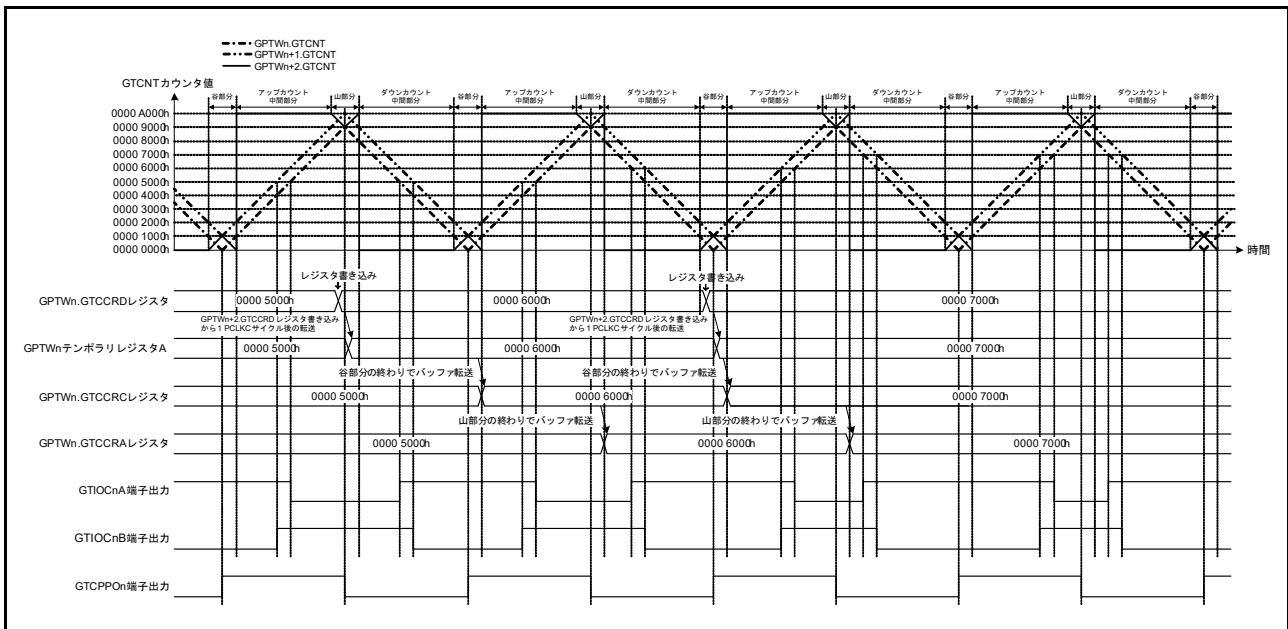 GPTWn.GTCNT
GPTWn+1.GTCNT
GPTWn+2.GTCNT
GTCNTカウンタ値
谷部分 アップカウント中間部分 山部分 ダウンカウント中間部分 谷部分 アップカウント中間部分 山部分 ダウンカウント中間部分 谷部分 アップカウント中間部分 山部分 ダウンカウント中間部分 谷部分 アップカウント中間部分 山部分 ダウンカウント中間部分 谷部分
0000 A000h
0000 9000h
0000 8000h
0000 7000h
0000 6000h
0000 5000h
0000 4000h
0000 3000h
0000 2000h
0000 1000h
0000 0000h
時間
レジスタ書き込み レジスタ書き込み
GPTWn.GTCCRDレジスタ 0000 5000h 0000 6000h 0000 7000h
GPTWn+2.GTCCRDレジスタ書き込み GPTWn+2.GTCCRDレジスタ書き込み
から1 PCLKCサイクル後の転送 から1 PCLKCサイクル後の転送
GPTWnテンポラリレジスタA 0000 5000h 0000 6000h 0000 7000h
谷部分の終わりでバッファ転送 谷部分の終わりでバッファ転送
GPTWn.GTCCRCレジスタ 0000 5000h 0000 6000h 0000 7000h
山部分の終わりでバッファ転送 山部分の終わりでバッファ転送
GPTWn.GTCCRAレジスタ 0000 5000h 0000 6000h 0000 7000h
GTIOCnA端子出力
GTIOCnB端子出力
GTCPPOn端子出力